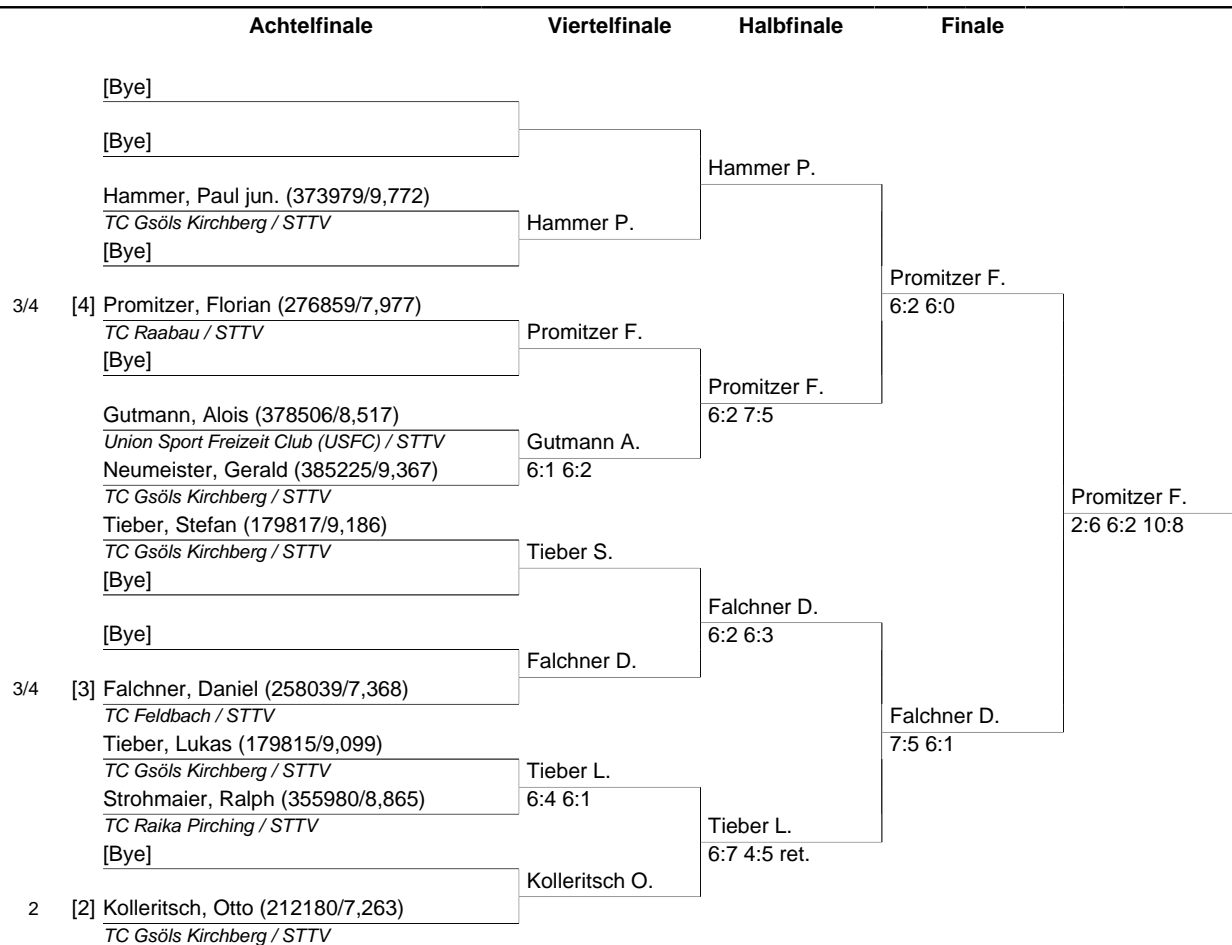 Achtelfinale Viertelfinale Halbfinale Finale
[Bye]
[Bye]
Hammer P.
Hammer, Paul jun. (373979/9,772)
TC Gsöls Kirchberg / STTV Hammer P.
[Bye]
Promitzer F.
3/4 [4] Promitzer, Florian (276859/7,977) 6:2 6:0
TC Raabau / STTV Promitzer F.
[Bye]
Promitzer F.
Gutmann, Alois (378506/8,517) 6:2 7:5
Union Sport Freizeit Club (USFC) / STTV Gutmann A.
Neumeister, Gerald (385225/9,367) 6:1 6:2
TC Gsöls Kirchberg / STTV Promitzer F.
Tieber, Stefan (179817/9,186) 2:6 6:2 10:8
TC Gsöls Kirchberg / STTV Tieber S.
[Bye]
Falchner D.
[Bye] 6:2 6:3
Falchner D.
3/4 [3] Falchner, Daniel (258039/7,368)
TC Feldbach / STTV Falchner D.
Tieber, Lukas (179815/9,099) 7:5 6:1
TC Gsöls Kirchberg / STTV Tieber L.
Strohmaier, Ralph (355980/8,865) 6:4 6:1
TC Raika Pirching / STTV Tieber L.
[Bye] 6:7 4:5 ret.
Kolleritsch O.
2 [2] Kolleritsch, Otto (212180/7,263)
TC Gsöls Kirchberg / STTV